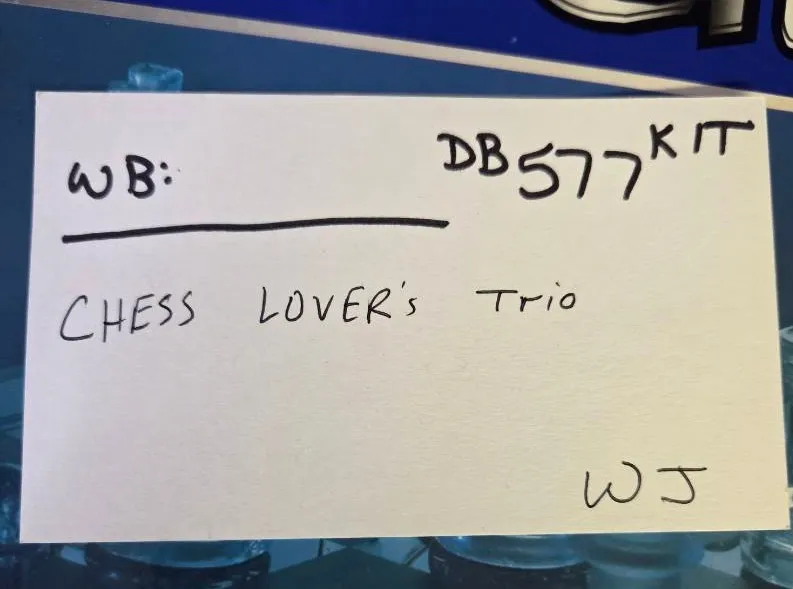 WB:
DB577KIT
CHESS LOVER's Trio
WJ